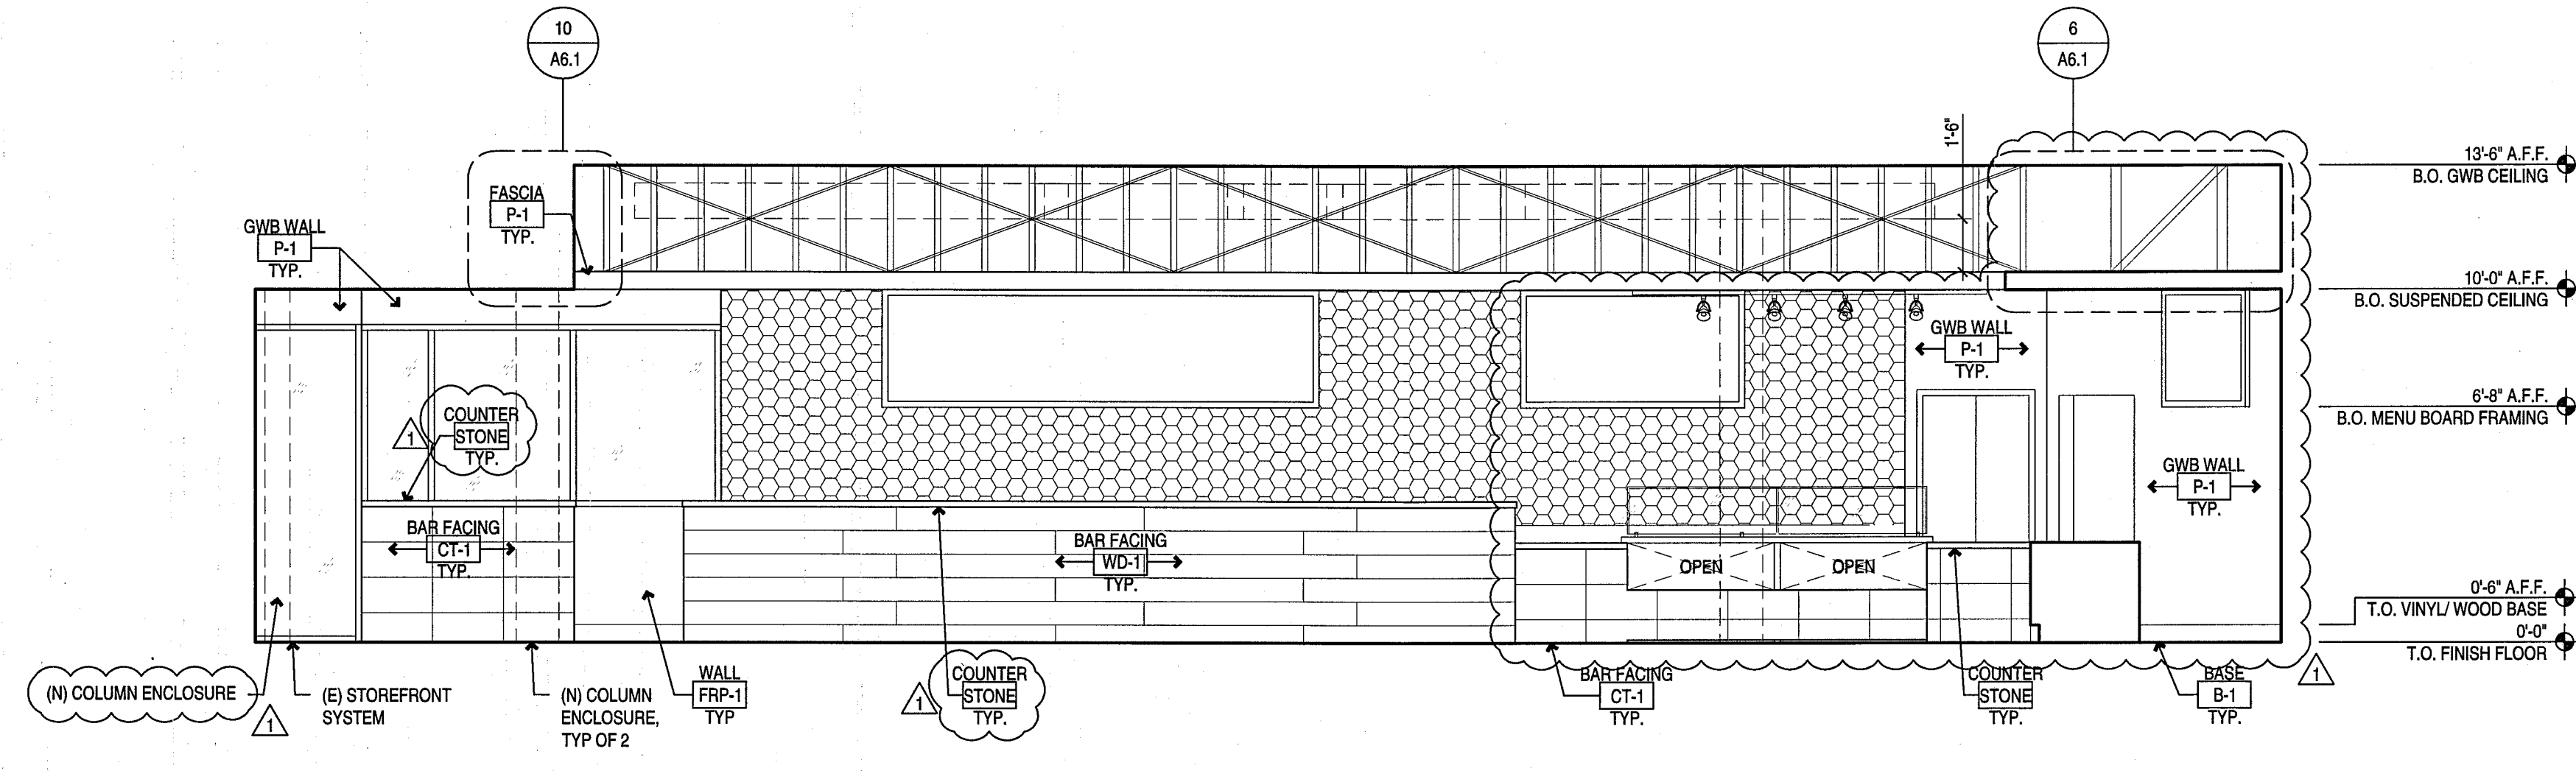 10
A6.1
6
A6.1
1'-6"
13'-6" A.F.F.
B.O. GWB CEILING
FASCIA
P-1
TYP.
GWB WALL
P-1
TYP.
10'-0" A.F.F.
B.O. SUSPENDED CEILING
GWB WALL
P-1
TYP.
6'-8" A.F.F.
B.O. MENU BOARD FRAMING
COUNTER
STONE
TYP.
1
GWB WALL
P-1
TYP.
BAR FACING
CT-1
TYP.
BAR FACING
WD-1
TYP.
OPEN
OPEN
0'-6" A.F.F.
T.O. VINYL/ WOOD BASE
0'-0"
T.O. FINISH FLOOR
(N) COLUMN ENCLOSURE
1
(E) STOREFRONT
SYSTEM
(N) COLUMN
ENCLOSURE,
TYP OF 2
WALL
FRP-1
TYP
1
COUNTER
STONE
TYP.
BAR FACING
CT-1
TYP.
COUNTER
STONE
TYP.
BASE
B-1
TYP.
1